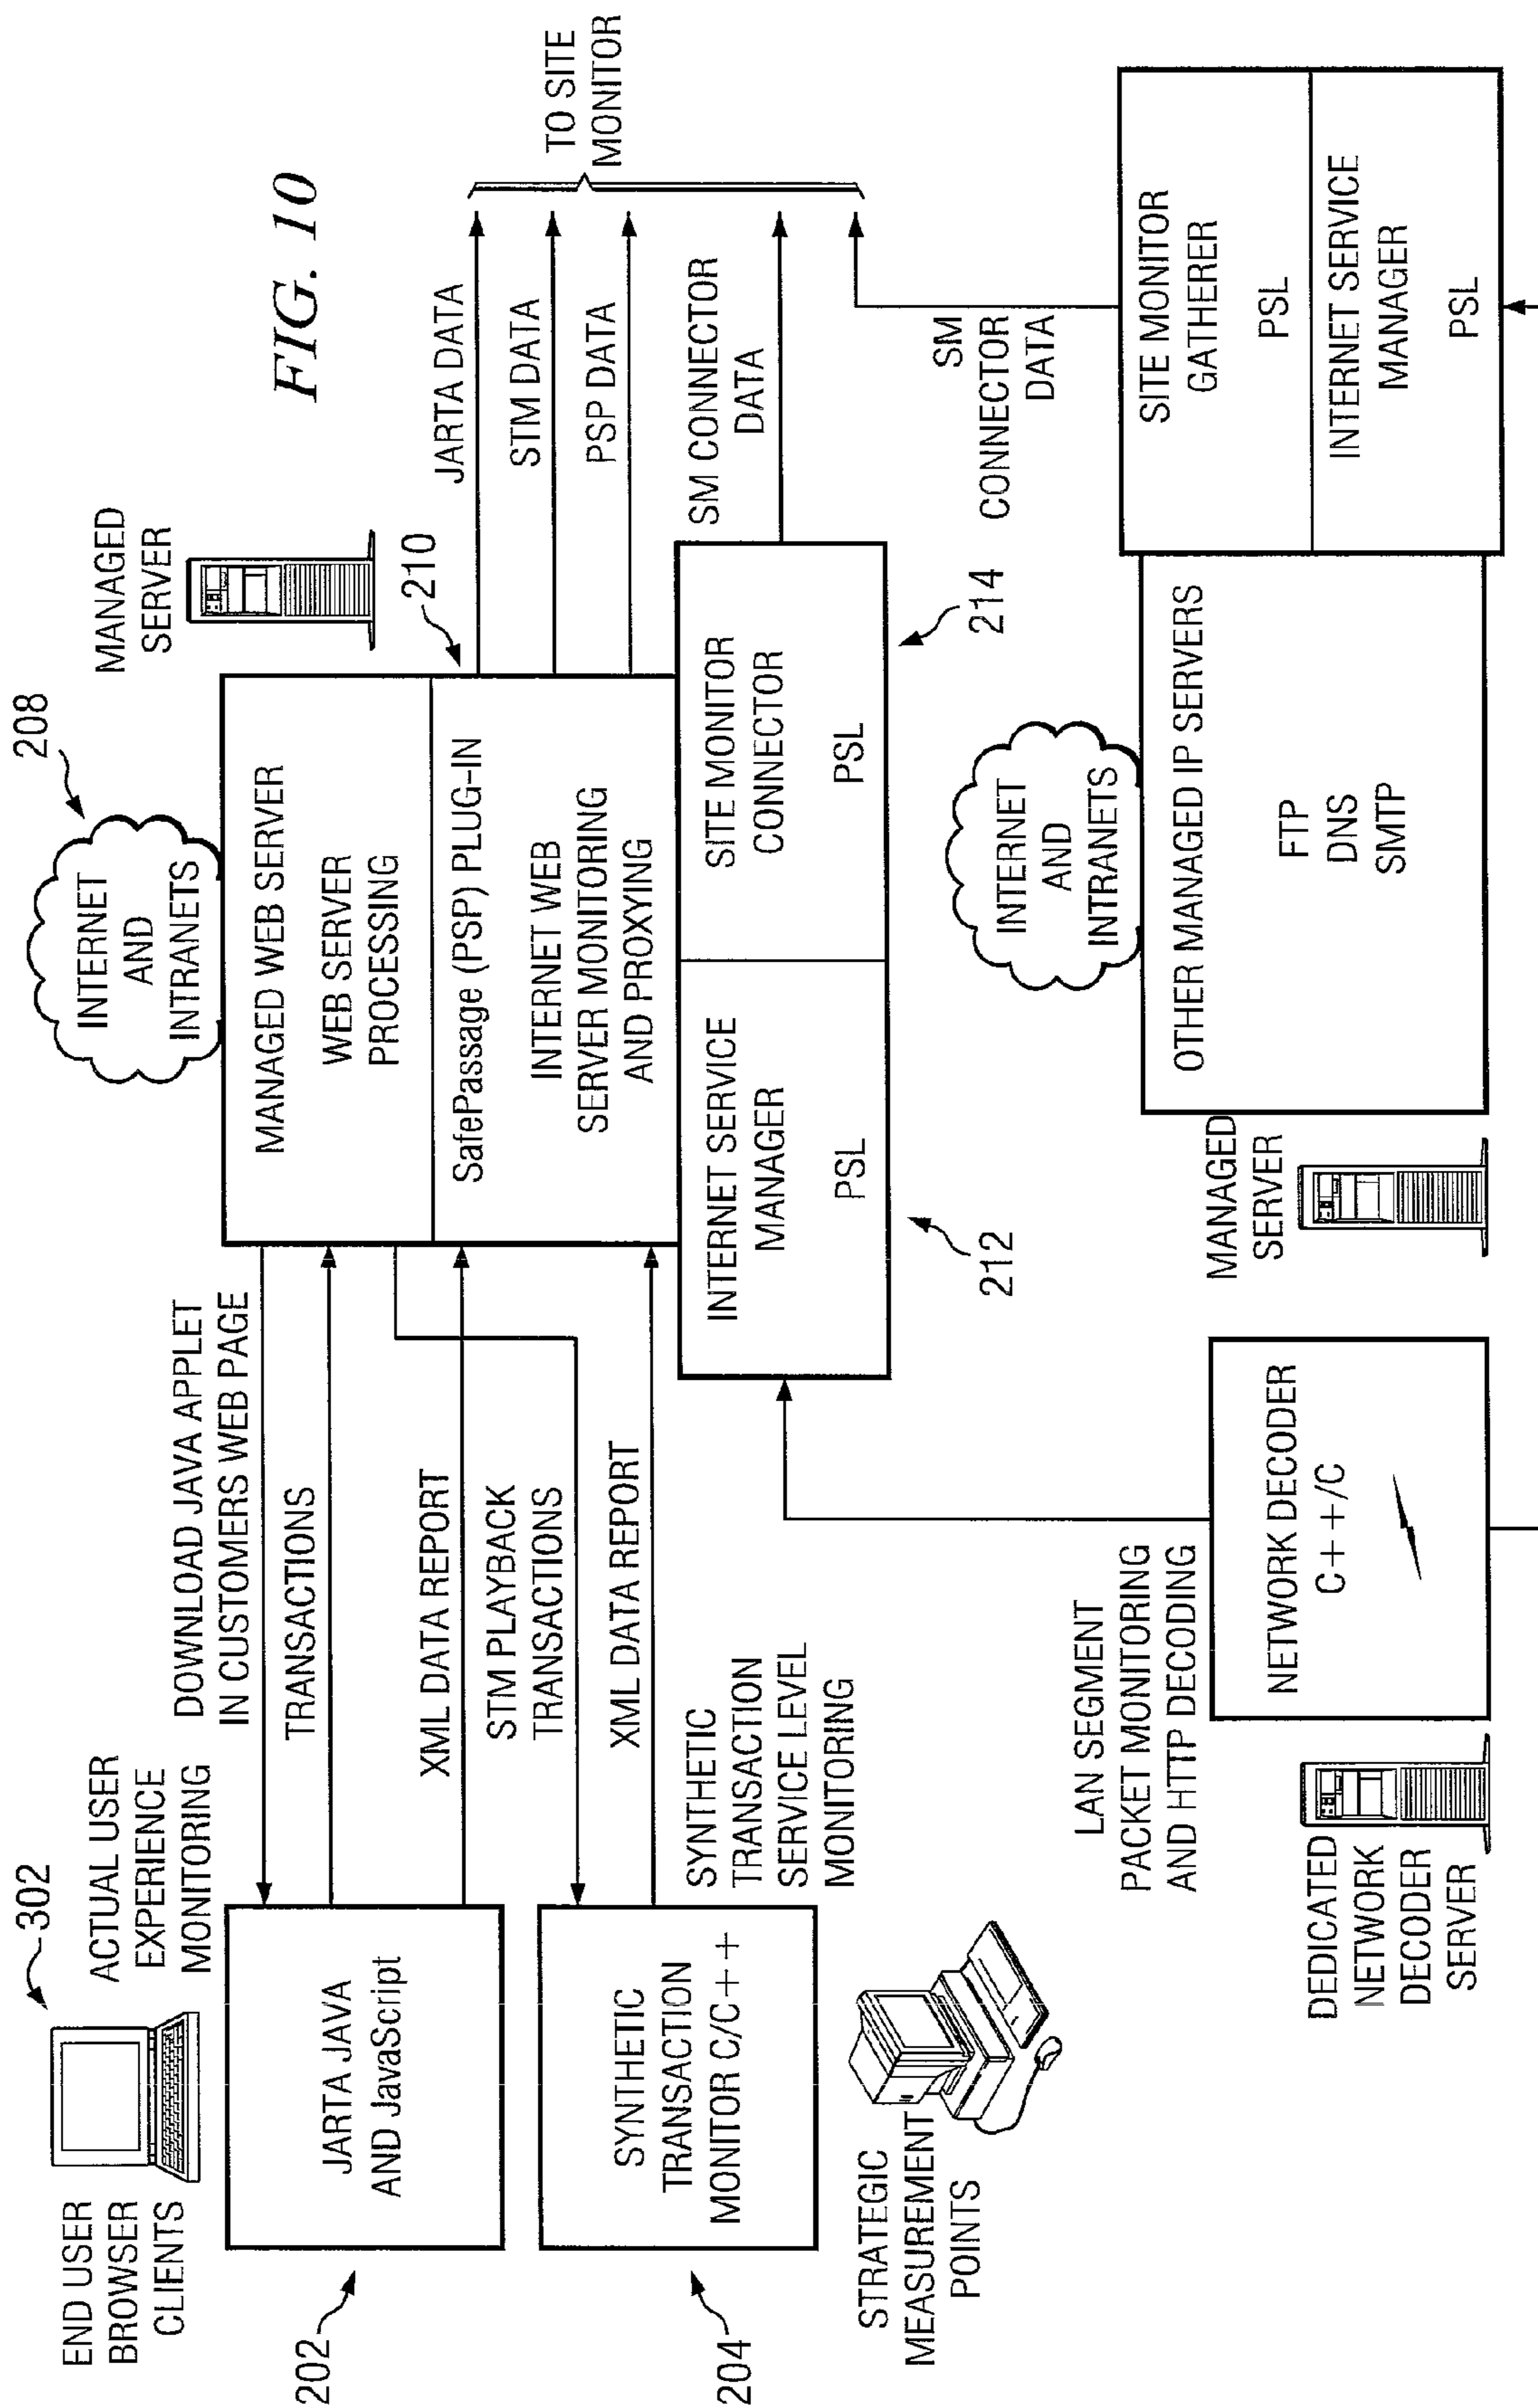 302
END USER
BROWSER
CLIENTS
ACTUAL USER
EXPERIENCE
MONITORING
202
JARTA JAVA
AND JavaScript
204
SYNTHETIC
TRANSACTION
MONITOR C/C++
STRATEGIC
MEASUREMENT
POINTS
DOWNLOAD JAVA APPLET
IN CUSTOMERS WEB PAGE
TRANSACTIONS
XML DATA REPORT
STM PLAYBACK
TRANSACTIONS
XML DATA REPORT
SYNTHETIC
TRANSACTION
SERVICE LEVEL
MONITORING
208
INTERNET
AND
INTRANETS
MANAGED
SERVER
MANAGED WEB SERVER
WEB SERVER
PROCESSING
210
SafePassage (PSP) PLUG-IN
INTERNET WEB
SERVER MONITORING
AND PROXYING
INTERNET SERVICE
MANAGER
PSL
212
SITE MONITOR
CONNECTOR
PSL
214
FIG. 10
JARTA DATA
STM DATA
PSP DATA
SM CONNECTOR
DATA
TO SITE
MONITOR
SM
CONNECTOR
DATA
LAN SEGMENT
PACKET MONITORING
AND HTTP DECODING
DEDICATED
NETWORK
DECODER
SERVER
NETWORK DECODER
C++/C
MANAGED
SERVER
INTERNET
AND
INTRANETS
OTHER MANAGED IP SERVERS
FTP
DNS
SMTP
SITE MONITOR
GATHERER
PSL
INTERNET SERVICE
MANAGER
PSL